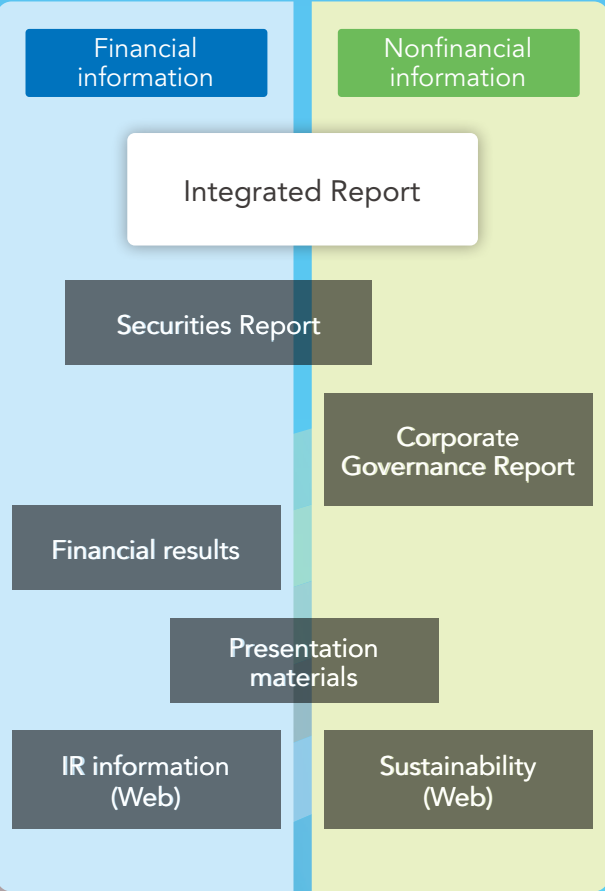 Financial
information
Nonfinancial
information
Integrated Report
Securities Report
Corporate
Governance Report
Financial results
Presentation
materials
IR information
(Web)
Sustainability
(Web)